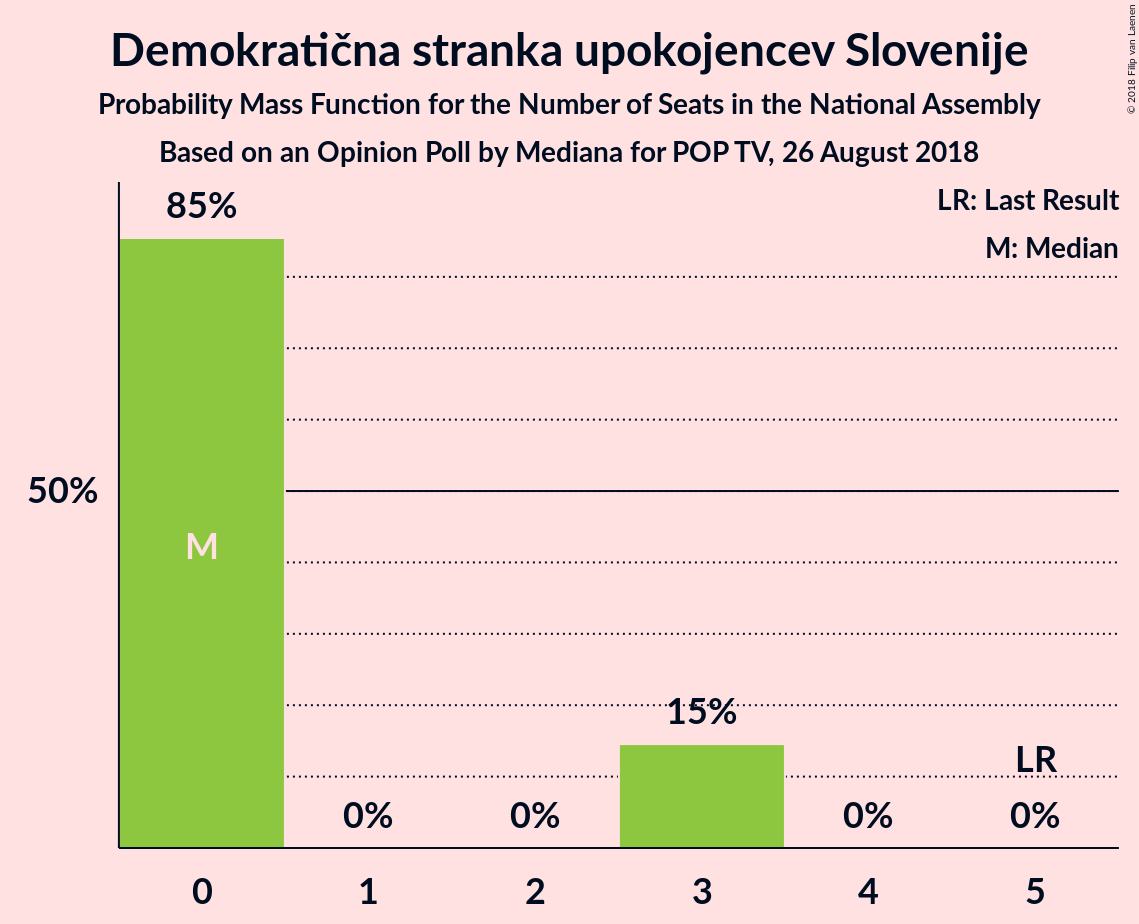 Demokratična stranka upokojencev Slovenije
Probability Mass Function for the Number of Seats in the National Assembly
Based on an Opinion Poll by Mediana for POP TV, 26 August 2018
© 2018 Filip van Laenen
LR: Last Result
M: Median
85%
50%
M
15%
LR
0% 0% 0% 0%
0 1 2 3 4 5